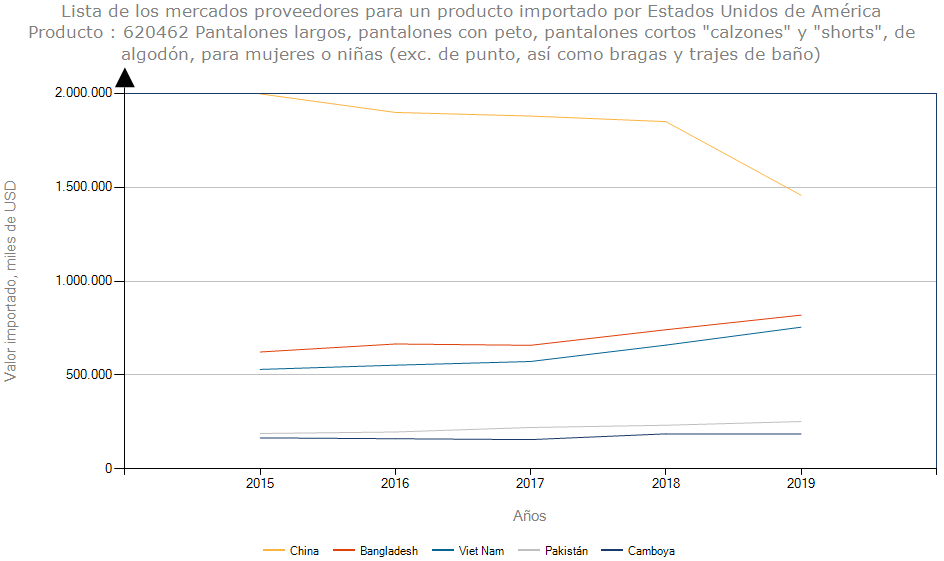 Lista de los mercados proveedores para un producto importado por Estados Unidos de América
Producto : 620462 Pantalones largos, pantalones con peto, pantalones cortos "calzones" y "shorts", de
algodón, para mujeres o niñas (exc. de punto, así como bragas y trajes de baño)
Valor importado, miles de USD
2.000.000
1.500.000
1.000.000
500.000
0
2015 2016 2017 2018 2019
Años
China Bangladesh Viet Nam Pakistán Camboya